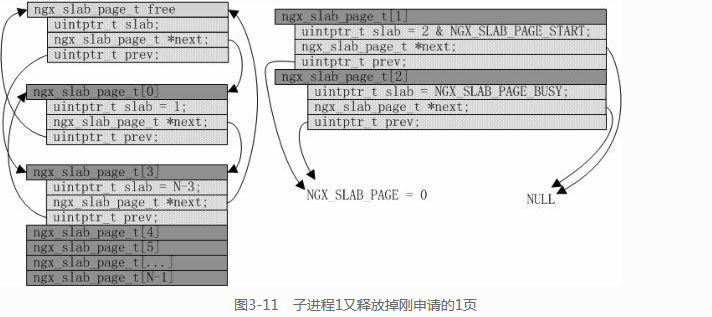 ngx_slab_page_t free
uintptr_t slab;
ngx_slab_page_t *next;
uintptr_t prev;
ngx_slab_page_t[0]
uintptr_t slab = 1;
ngx_slab_page_t *next;
uintptr_t prev;
ngx_slab_page_t[3]
uintptr_t slab = N-3;
ngx_slab_page_t *next;
uintptr_t prev;
ngx_slab_page_t[4]
ngx_slab_page_t[5]
ngx_slab_page_t[...]
ngx_slab_page_t[N-1]
ngx_slab_page_t[1]
uintptr_t slab = 2 & NGX_SLAB_PAGE_START;
ngx_slab_page_t *next;
uintptr_t prev;
ngx_slab_page_t[2]
uintptr_t slab = NGX_SLAB_PAGE_BUSY;
ngx_slab_page_t *next;
uintptr_t prev;
NGX_SLAB_PAGE = 0
NULL
图3-11 子进程1又释放掉刚申请的1页